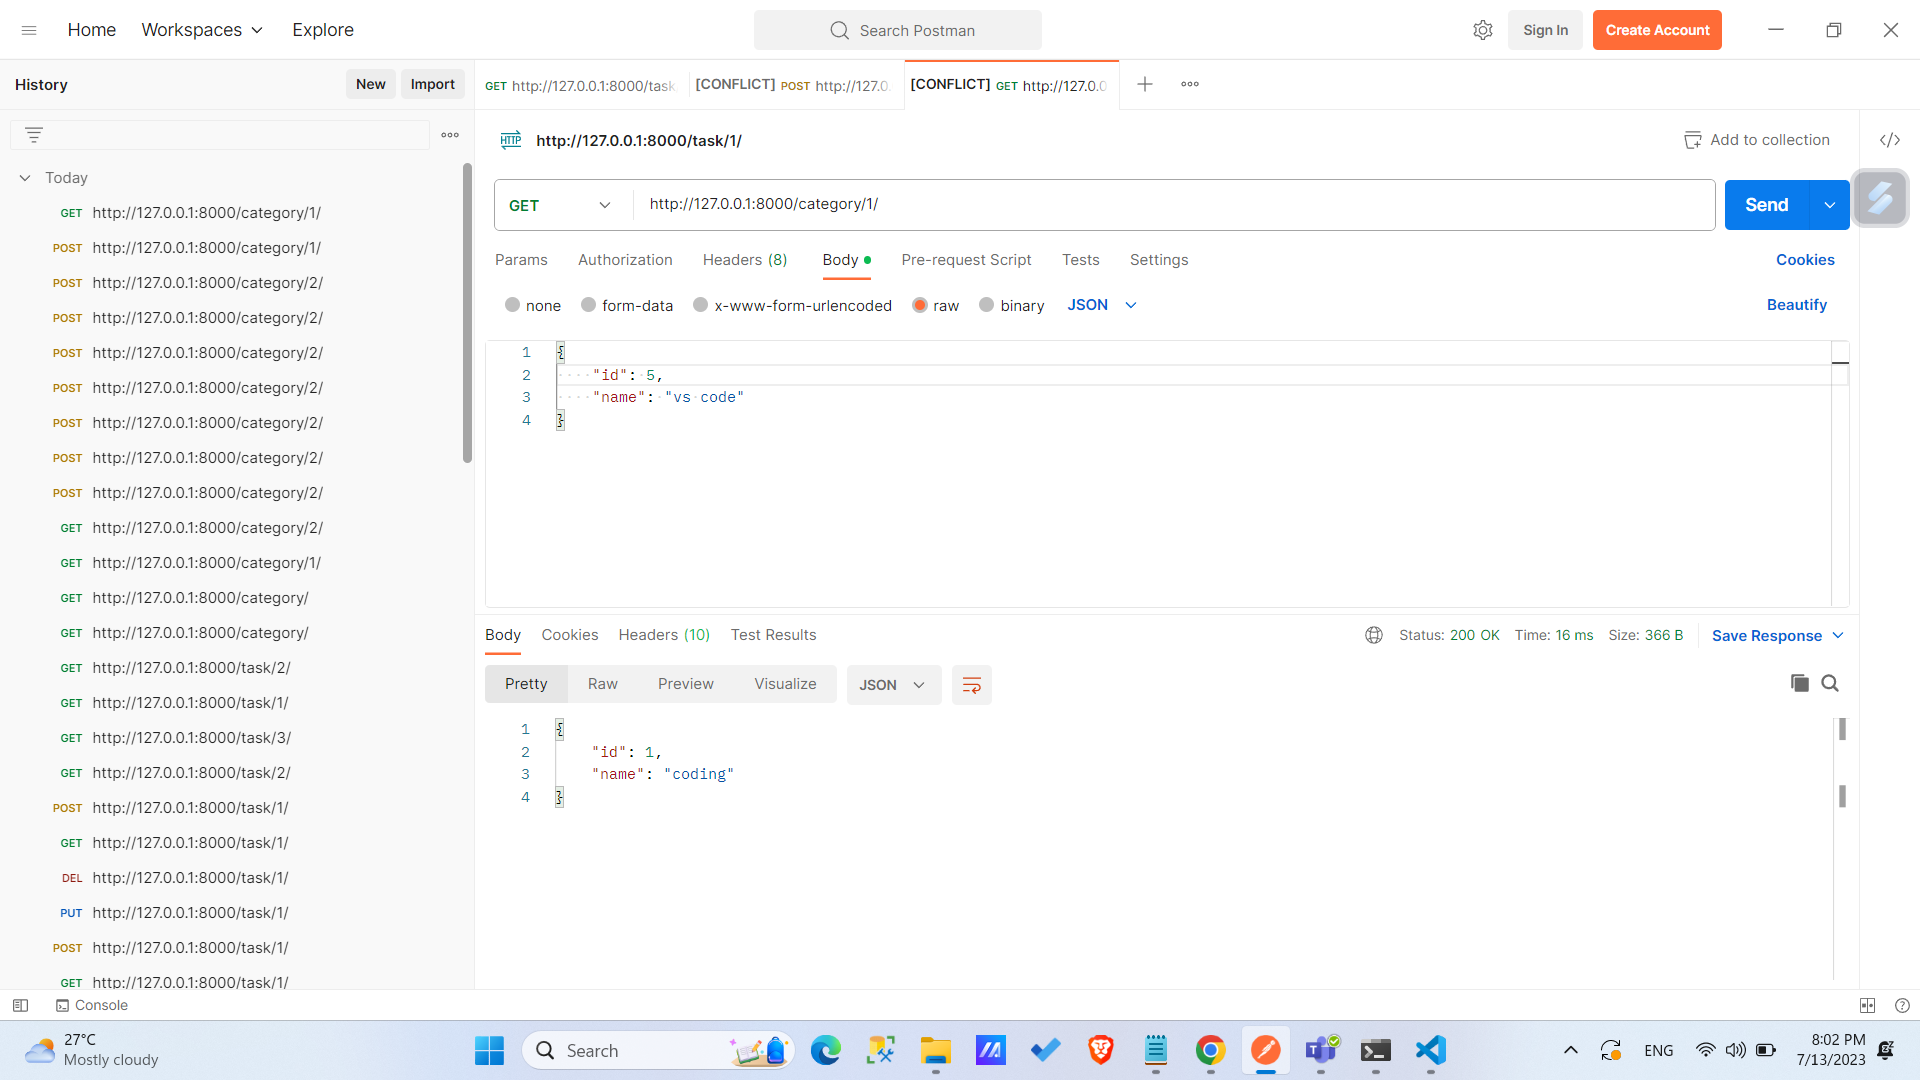 Home
Workspaces
Explore
Search Postman
Sign In
Create Account
History
New
Import
GET http://127.0.0.1:8000/task
[CONFLICT] POST http://127.0.
[CONFLICT] GET http://127.0.0
Today
GET http://127.0.0.1:8000/category/1/
POST http://127.0.0.1:8000/category/1/
POST http://127.0.0.1:8000/category/2/
POST http://127.0.0.1:8000/category/2/
POST http://127.0.0.1:8000/category/2/
POST http://127.0.0.1:8000/category/2/
POST http://127.0.0.1:8000/category/2/
POST http://127.0.0.1:8000/category/2/
POST http://127.0.0.1:8000/category/2/
GET http://127.0.0.1:8000/category/2/
GET http://127.0.0.1:8000/category/1/
GET http://127.0.0.1:8000/category/
GET http://127.0.0.1:8000/category/
GET http://127.0.0.1:8000/task/2/
GET http://127.0.0.1:8000/task/1/
GET http://127.0.0.1:8000/task/3/
GET http://127.0.0.1:8000/task/2/
POST http://127.0.0.1:8000/task/1/
GET http://127.0.0.1:8000/task/1/
DEL http://127.0.0.1:8000/task/1/
PUT http://127.0.0.1:8000/task/1/
POST http://127.0.0.1:8000/task/1/
GET http://127.0.0.1:8000/task/1/
HTTP http://127.0.0.1:8000/task/1/
Add to collection
GET
http://127.0.0.1:8000/category/1/
Send
Params
Authorization
Headers (8)
Body
Pre-request Script
Tests
Settings
Cookies
none
form-data
x-www-form-urlencoded
raw
binary
JSON
Beautify
1 {
2 "id": 5,
3 "name": "vs code"
4 }
Body
Cookies
Headers (10)
Test Results
Status: 200 OK
Time: 16 ms
Size: 366 B
Save Response
Pretty
Raw
Preview
Visualize
JSON
1 {
2 "id": 1,
3 "name": "coding"
4 }
Console
27°C
Mostly cloudy
Search
ENG
8:02 PM
7/13/2023